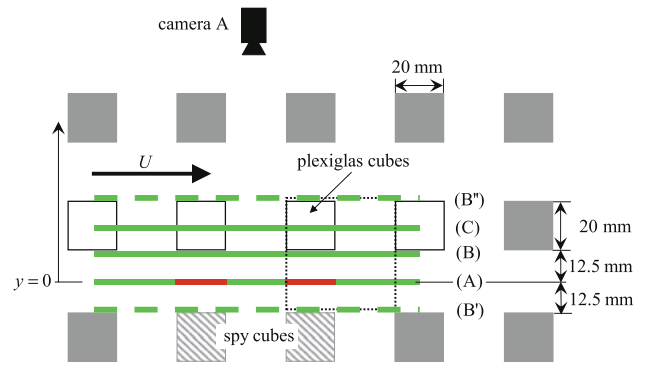 camera A
20 mm
U
plexiglas cubes
(B")
(C)
20 mm
(B)
12.5 mm
y = 0
(A)
12.5 mm
(B')
spy cubes